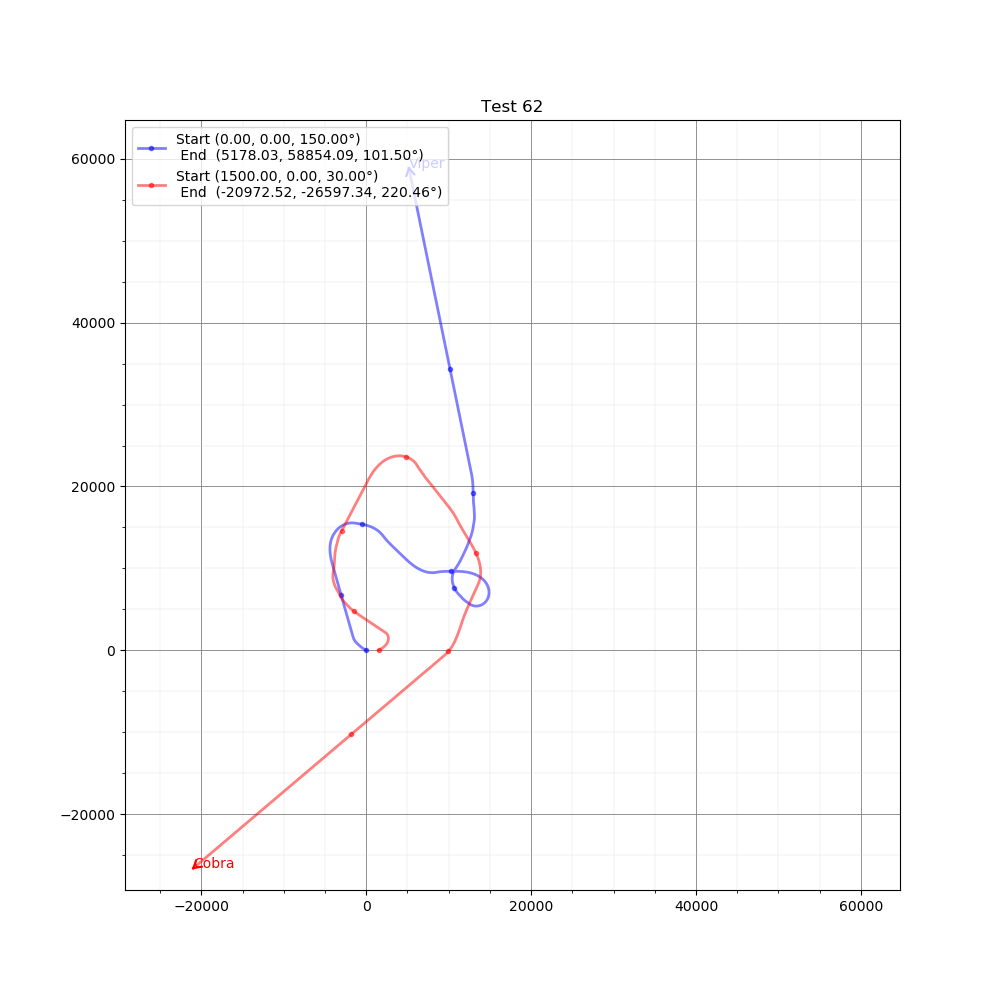 Test 62
Start (0.00, 0.00, 150.00°)
End (5178.03, 58854.09, 101.50°)
Start (1500.00, 0.00, 30.00°)
End (-20972.52, -26597.34, 220.46°)
Viper
60000
40000
20000
0
−20000
Cobra
−20000 0 20000 40000 60000